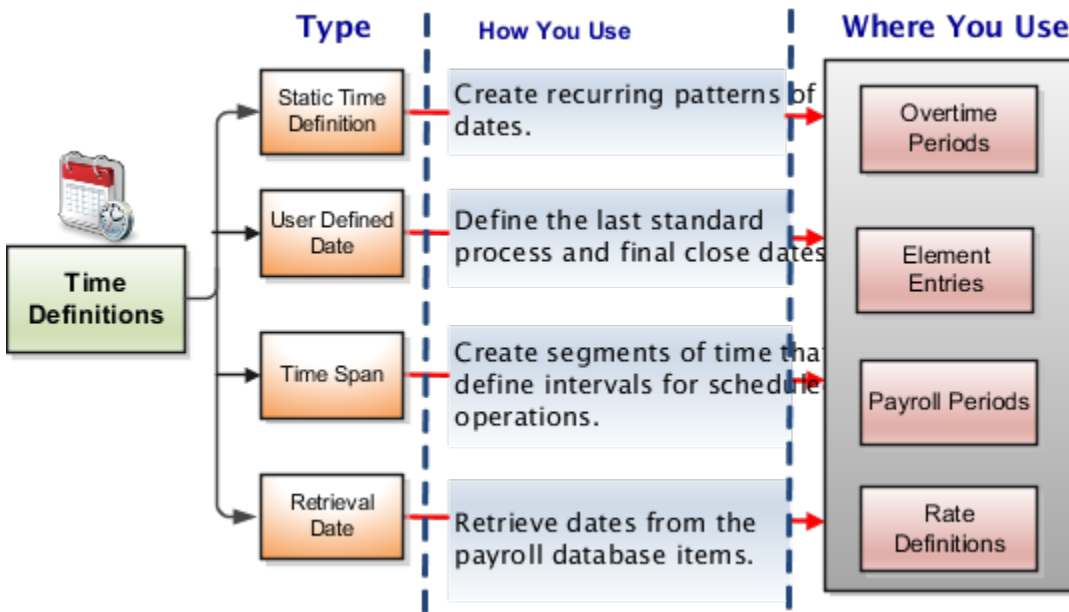 Type
How You Use
Where You Use
Time
Definitions
Static Time
Definition
Create recurring patterns of
dates.
Overtime
Periods
User Defined
Date
Define the last standard
process and final close dates
Element
Entries
Time Span
Create segments of time that
define intervals for schedule
operations.
Payroll Periods
Retrieval
Date
Retrieve dates from the
payroll database items.
Rate
Definitions